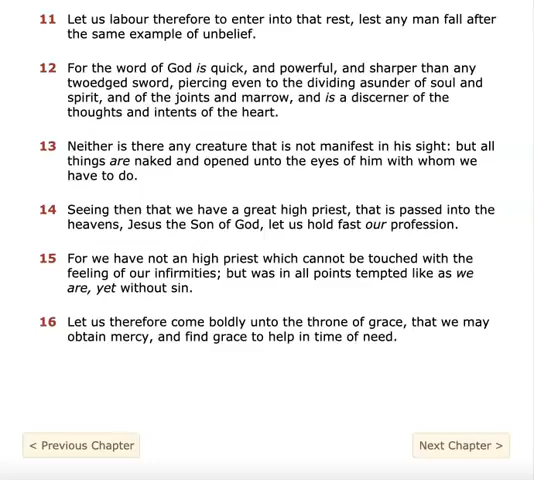 11 Let us labour therefore to enter into that rest, lest any man fall after
the same example of unbelief.
12 For the word of God is quick, and powerful, and sharper than any
twoedged sword, piercing even to the dividing asunder of soul and
spirit, and of the joints and marrow, and is a discerner of the
thoughts and intents of the heart.
13 Neither is there any creature that is not manifest in his sight: but all
things are naked and opened unto the eyes of him with whom we
have to do.
14 Seeing then that we have a great high priest, that is passed into the
heavens, Jesus the Son of God, let us hold fast our profession.
15 For we have not an high priest which cannot be touched with the
feeling of our infirmities; but was in all points tempted like as we
are, yet without sin.
16 Let us therefore come boldly unto the throne of grace, that we may
obtain mercy, and find grace to help in time of need.
< Previous Chapter
Next Chapter >